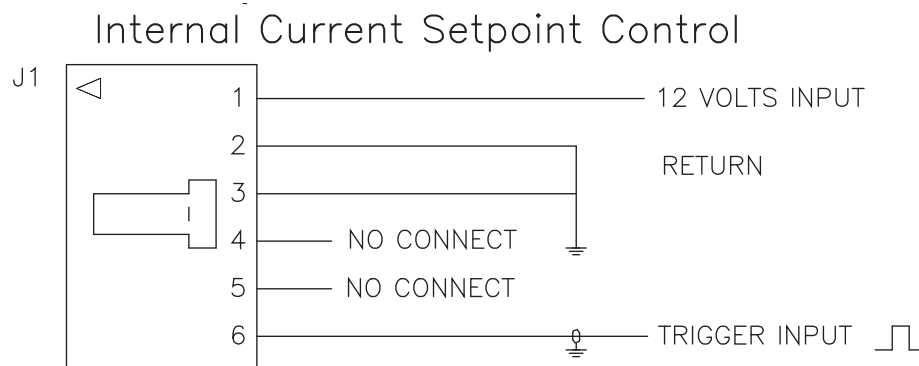 Internal Current Setpoint Control
J1
1 12 VOLTS INPUT
2
RETURN
3
4 NO CONNECT
5 NO CONNECT
6 TRIGGER INPUT